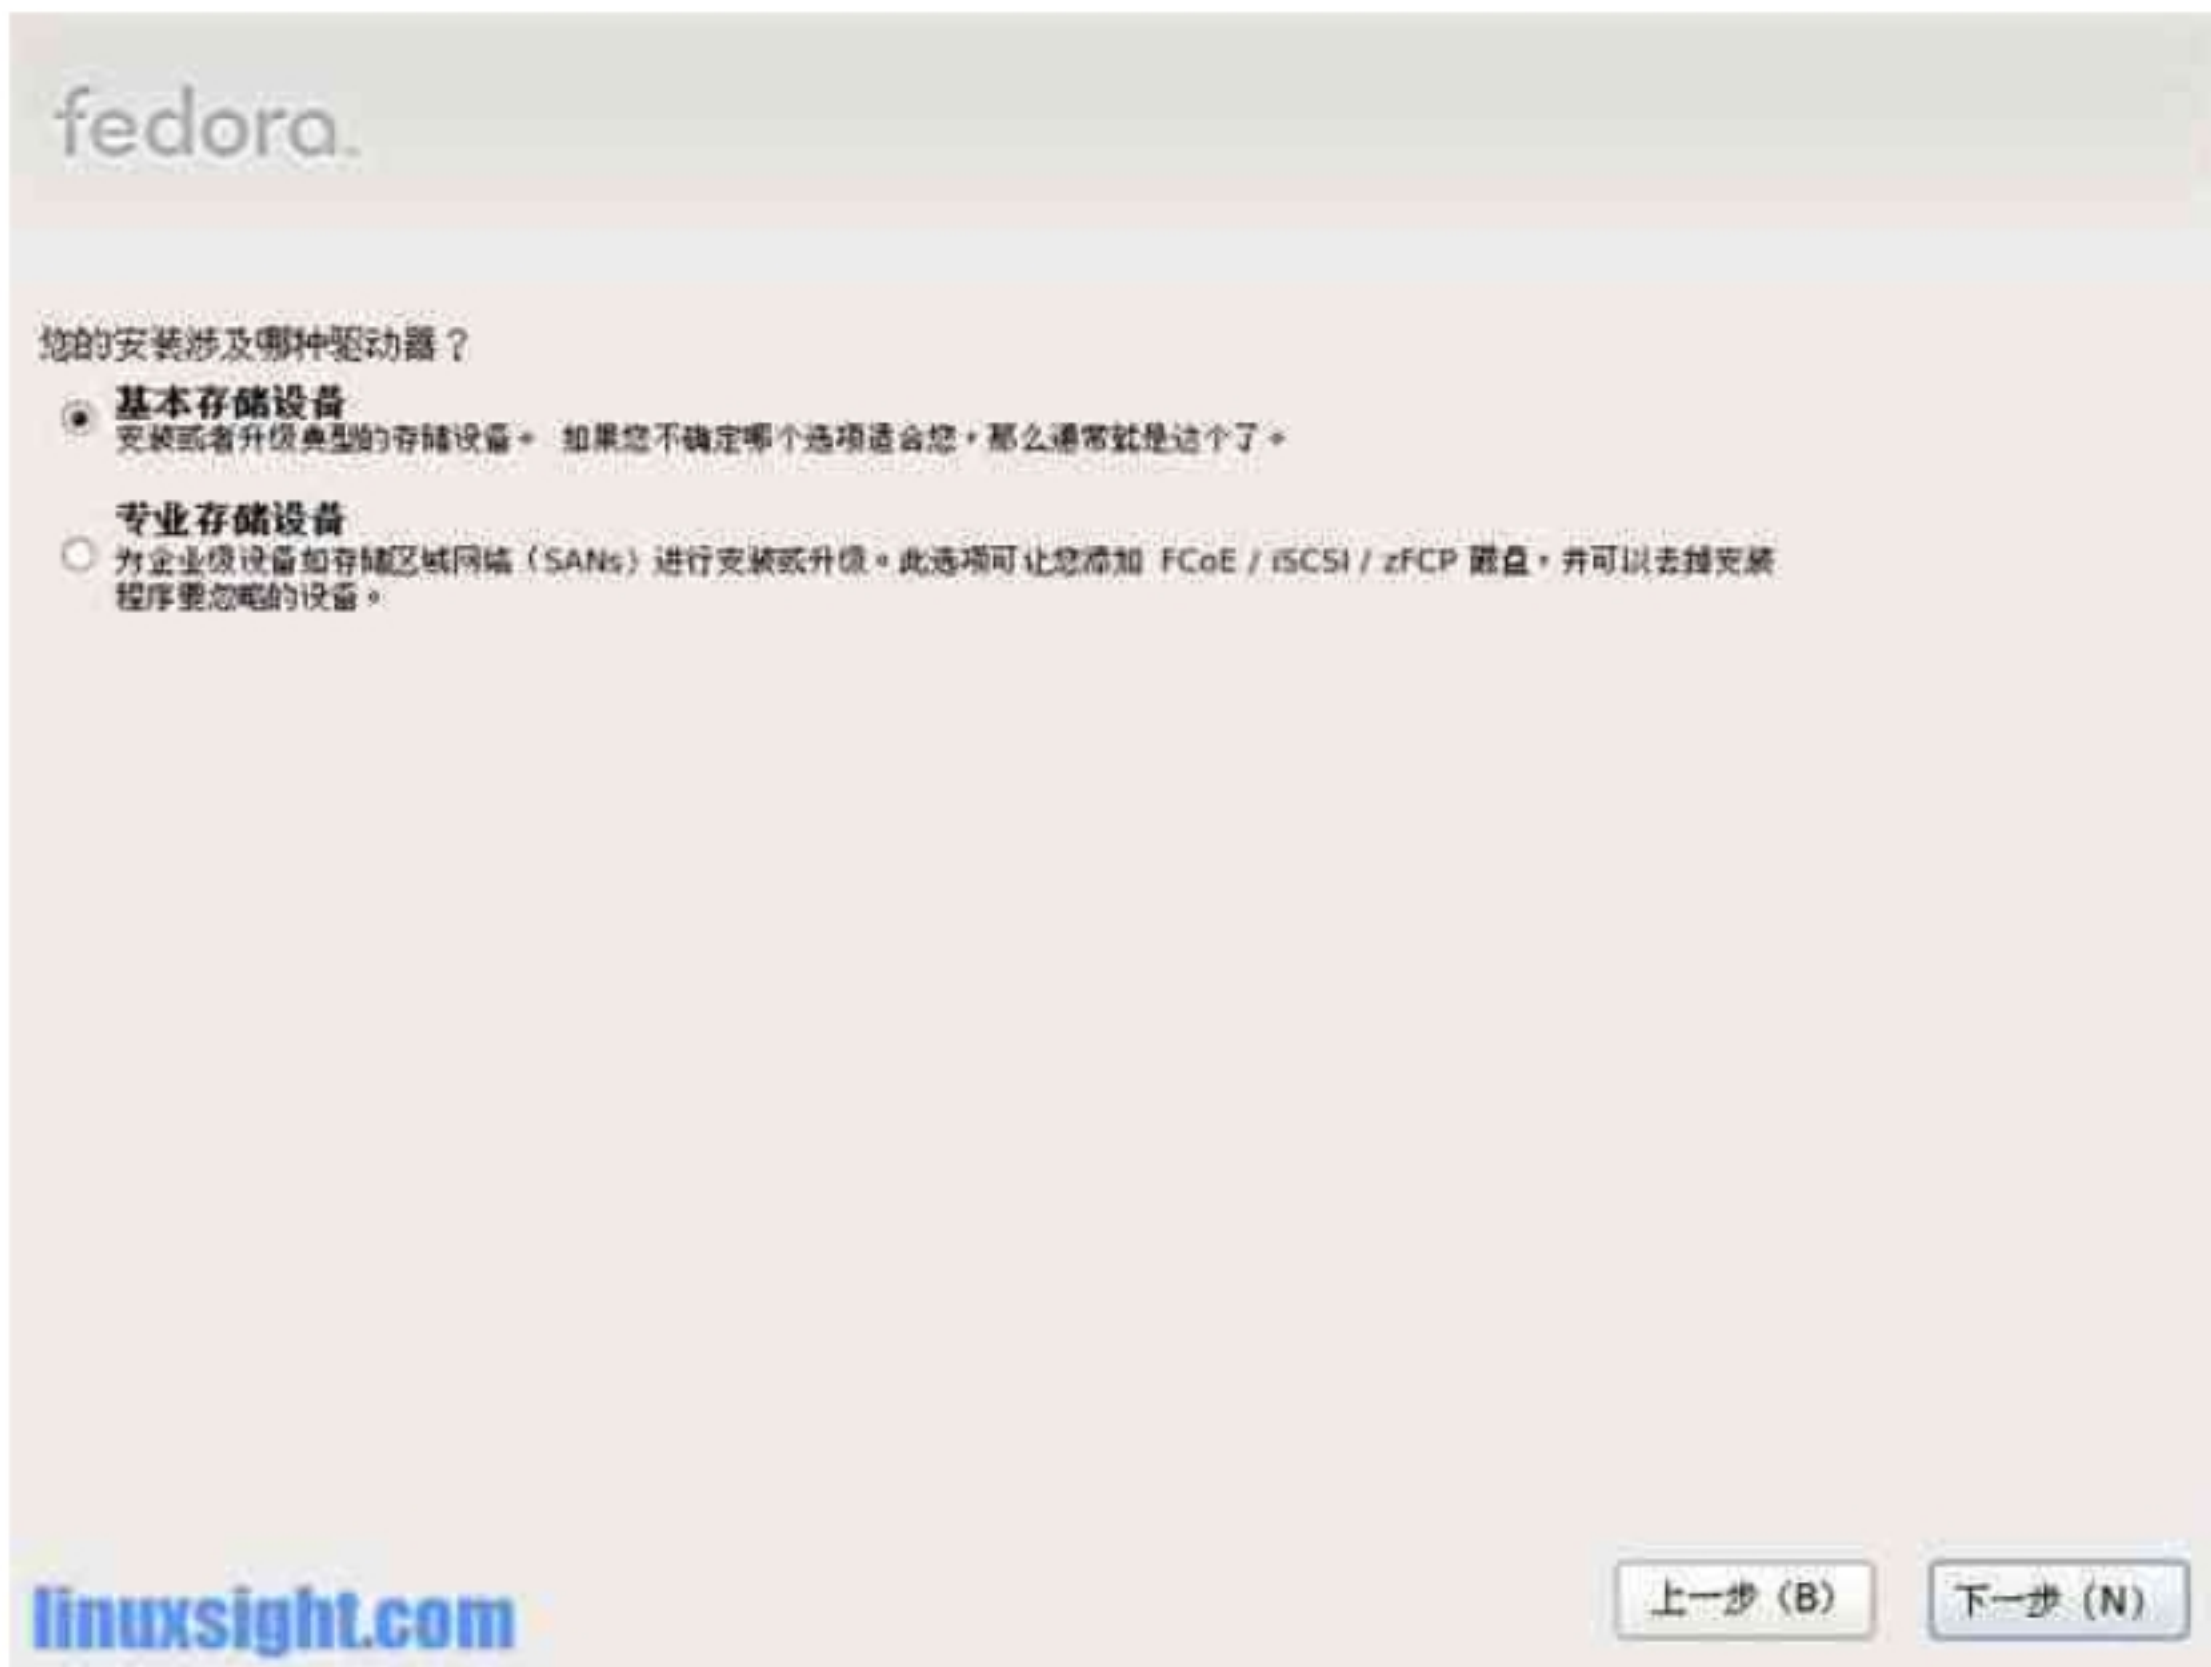 fedora
您的安装涉及哪种驱动器？
基本存储设备
安装或者升级典型的存储设备。 如果您不确定哪个选项适合您，那么通常就是这个了。
专业存储设备
为企业级设备如存储区域网络（SANs）进行安装或升级。此选项可让您添加 FCoE / iSCSI / zFCP 磁盘，并可以去掉安装
程序要忽略的设备。
上一步（B） 下一步（N）
linuxsight.com